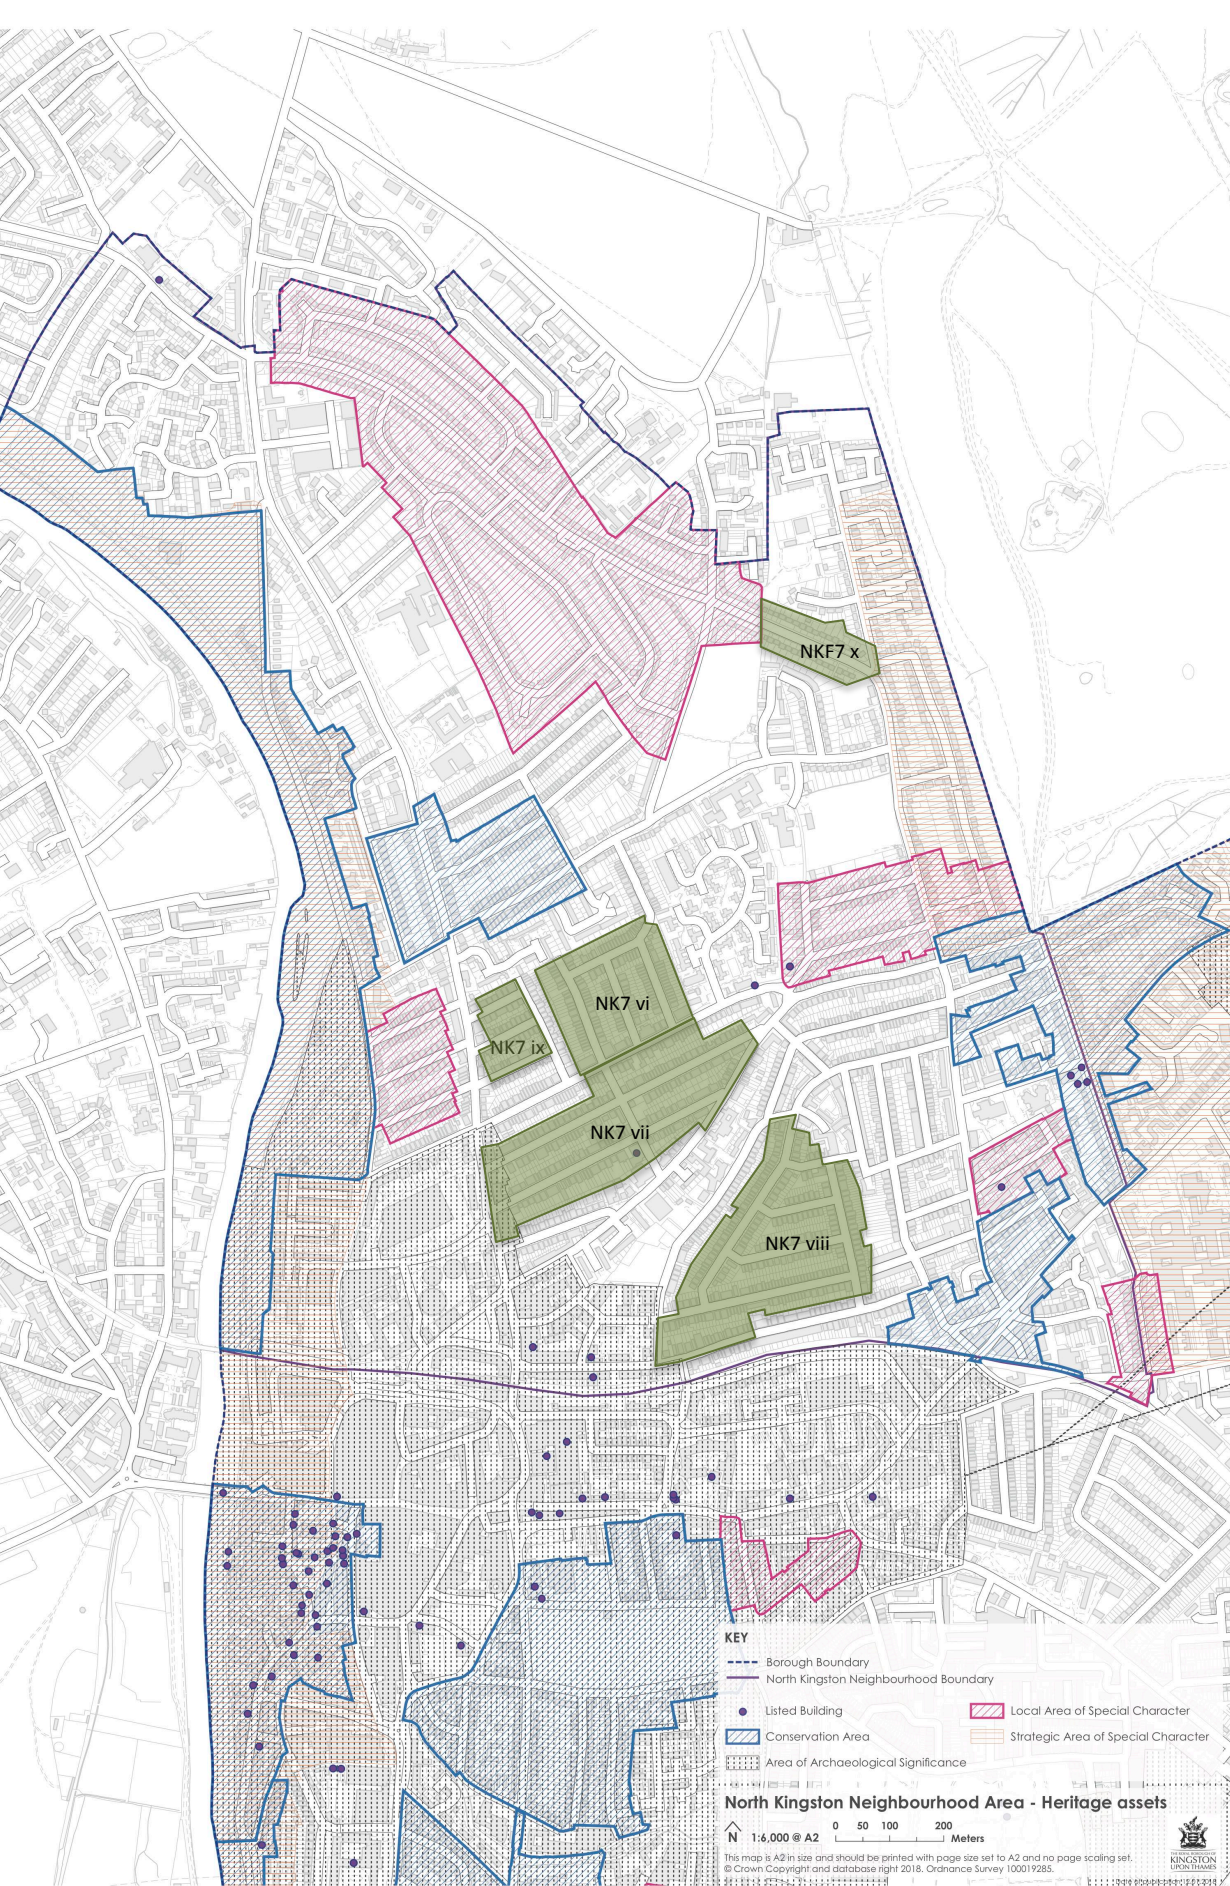 NKF7 x
NK7 vi
NK7 ix
NK7 vii
NK7 viii
KEY
Borough Boundary
North Kingston Neighbourhood Boundary
Listed Building
Local Area of Special Character
Conservation Area
Strategic Area of Special Character
Area of Archaeological Significance
North Kingston Neighbourhood Area - Heritage assets
N 1:6,000 @ A2 0 50 100 200 Meters
This map is A2 in size and should be printed with page size set to A2 and no page scaling set.
© Crown Copyright and database right 2018. Ordnance Survey 100019285.
THE ROYAL BOROUGH OF
KINGSTON
UPON THAMES